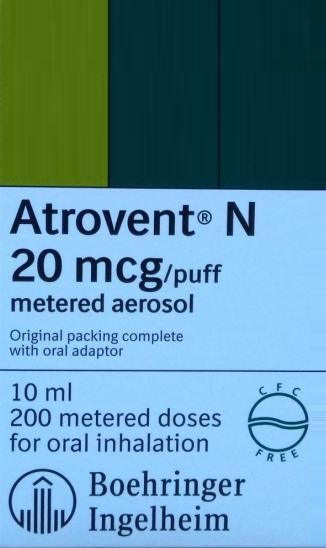 Atrovent® N
20 mcg/puff
metered aerosol
Original packing complete
with oral adaptor
10 ml
200 metered doses
for oral inhalation
CFC
FREE
Boehringer
Ingelheim